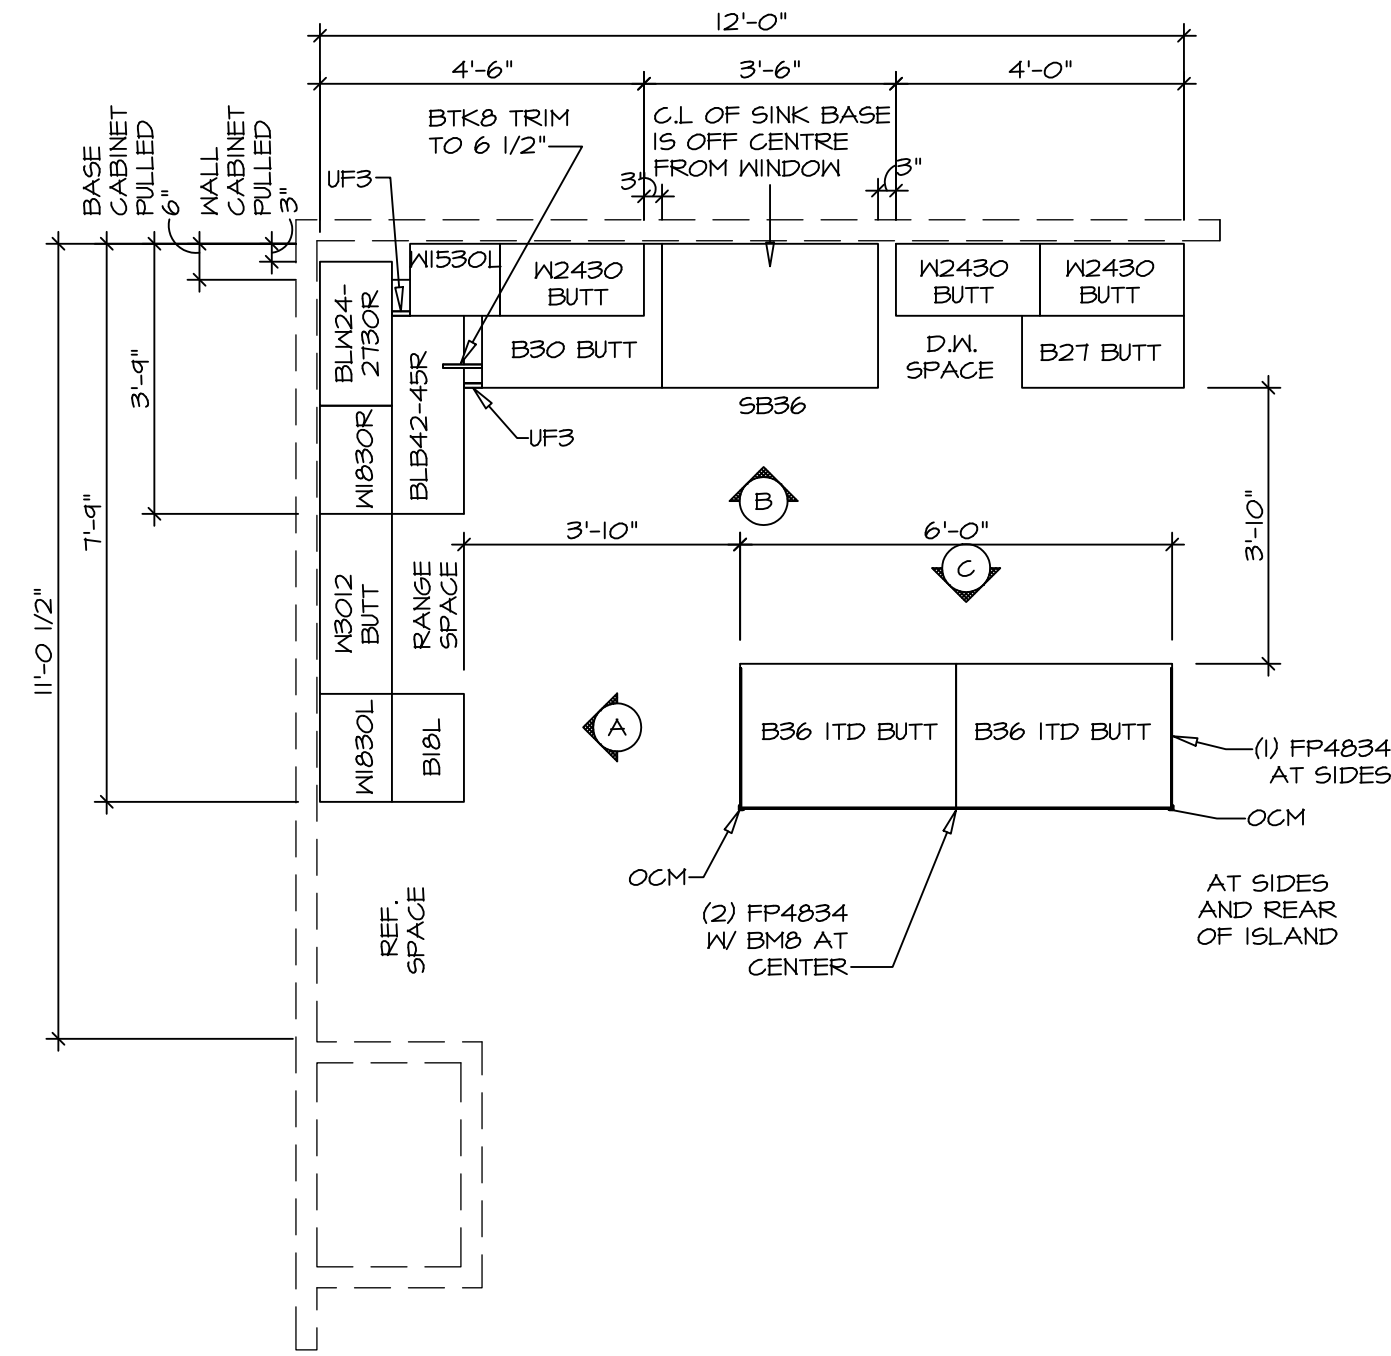 12'-0"
4'-6"
3'-6"
4'-0"
BTK8 TRIM
TO 6 1/2"
C.L OF SINK BASE
IS OFF CENTRE
FROM WINDOW
3"
3"
UF3
BASE
CABINET
PULLED
6"
WALL
CABINET
PULLED
3"
W1530L
W2430
BUTT
W2430
BUTT
W2430
BUTT
BLW24-
2730R
B30 BUTT
D.W.
SPACE
B27 BUTT
SB36
UF3
BLB42-45R
W1830R
3'-9"
7'-9"
11'-0 1/2"
B
3'-10"
6'-0"
3'-10"
C
W3012
BUTT
RANGE
SPACE
A
W1830L
B18L
B36 1TD BUTT
B36 1TD BUTT
(1) FP4834
AT SIDES
OCM
OCM
(2) FP4834
W/ BM8 AT
CENTER
AT SIDES
AND REAR
OF ISLAND
REF.
SPACE